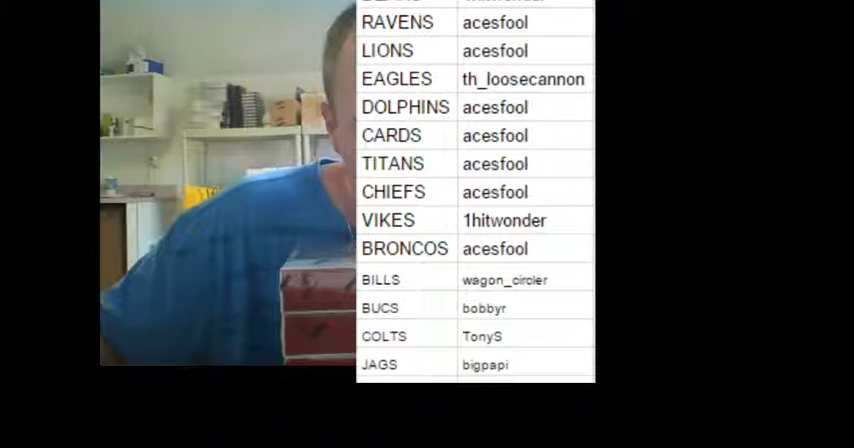 RAVENS acesfool
LIONS acesfool
EAGLES th_loosecannon
DOLPHINS acesfool
CARDS acesfool
TITANS acesfool
CHIEFS acesfool
VIKES 1hitwonder
BRONCOS acesfool
BILLS wagon_circler
BUCS bobbyr
COLTS TonyS
JAGS bigpapi